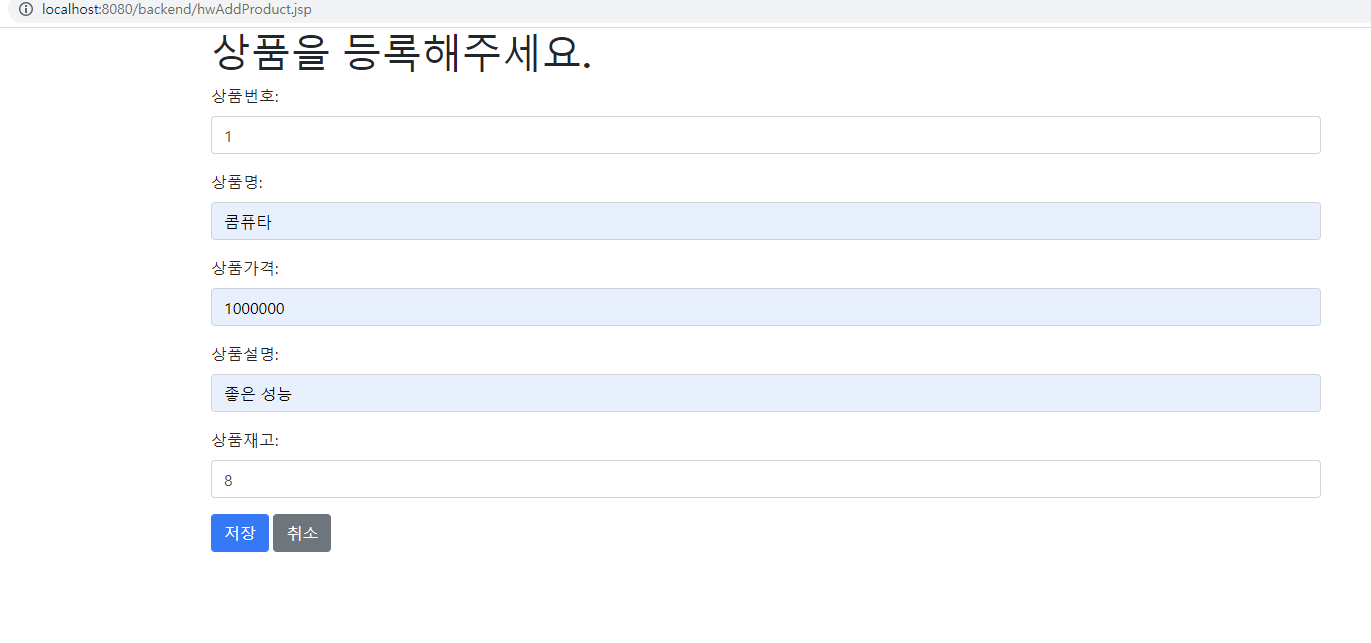 localhost:8080/backend/hwAddProduct.jsp
상품을 등록해주세요.
상품번호:
1
상품명:
콤퓨타
상품가격:
1000000
상품설명:
좋은 성능
상품재고:
8
저장 취소